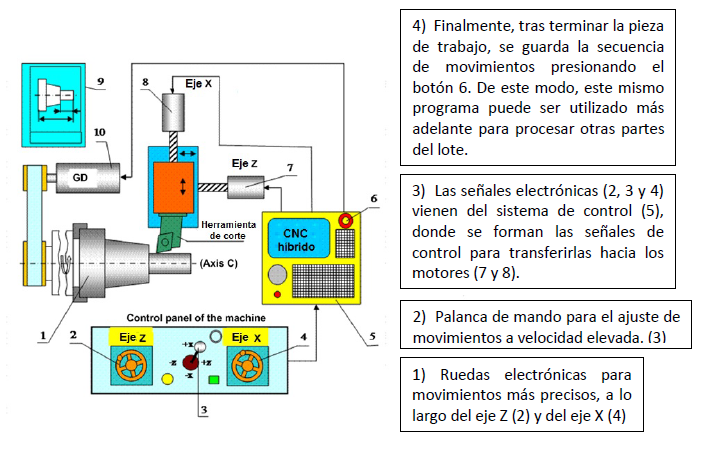 9
8
Eje X
10
GD
Eje Z
7
6
CNC
híbrido
Herramienta
de corte
(Axis C)
1
Control panel of the machine
5
2
Eje Z
+X
-Z
+Z
-X
Eje X
4
3
4) Finalmente, tras terminar la pieza
de trabajo, se guarda la secuencia
de movimientos presionando el
botón 6. De este modo, este mismo
programa puede ser utilizado más
adelante para procesar otras partes
del lote.
3) Las señales electrónicas (2, 3 y 4)
vienen del sistema de control (5),
donde se forman las señales de
control para transferirlas hacia los
motores (7 y 8).
2) Palanca de mando para el ajuste de
movimientos a velocidad elevada. (3)
1) Ruedas electrónicas para
movimientos más precisos, a lo
largo del eje Z (2) y del eje X (4)